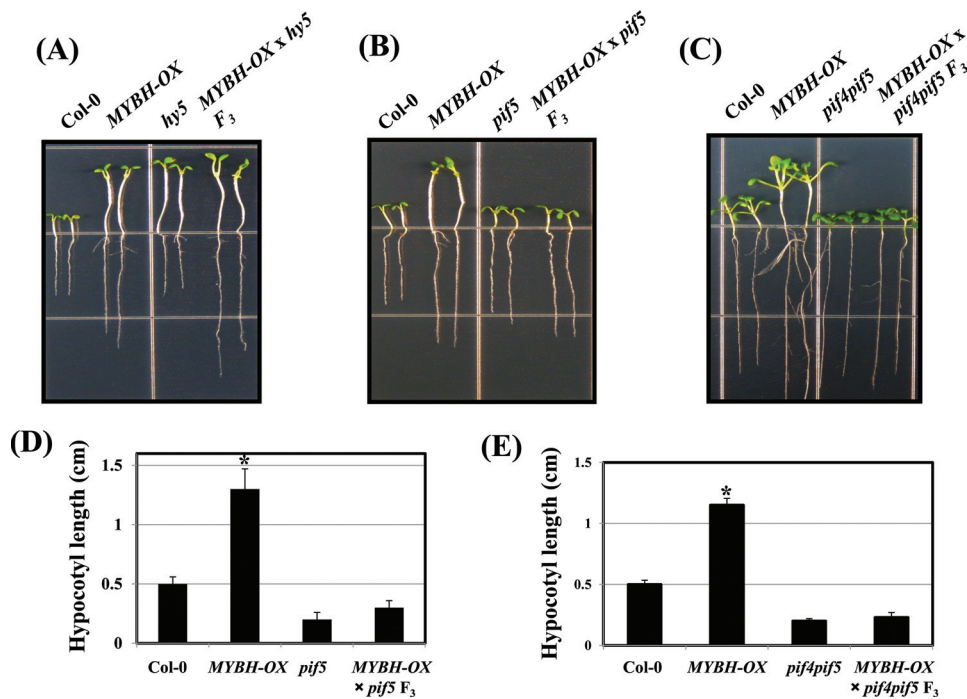 (A)
Col-0
MYBH-OX
hy5
MYBH-OX x hy5
F3
(B)
Col-0
MYBH-OX
pif5
MYBH-OX x pif5
F3
(C)
Col-0
MYBH-OX
pif4pif5
MYBH-OX x
pif4pif5 F3
(D)
Hypocotyl length (cm)
1.5
1
0.5
0
*
Col-0
MYBH-OX
pif5
MYBH-OX
× pif5 F3
(E)
Hypocotyl length (cm)
1.5
1
0.5
0
*
Col-0
MYBH-OX
pif4pif5
MYBH-OX
× pif4pif5 F3